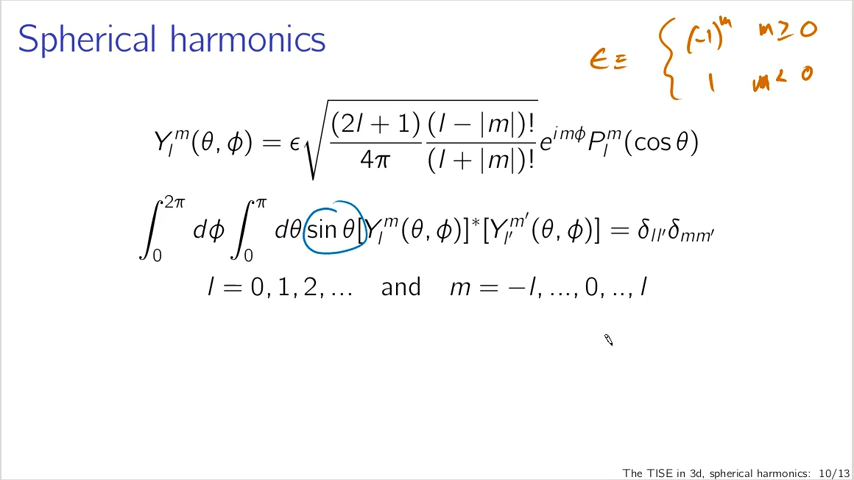 Spherical harmonics
ε ≡ { (-1)^m m ≥ 0
1 m < 0
Y_l^m(θ, ϕ) = ϵ √((2l + 1)/4π (l − |m|)!/(l + |m|)!) e^{imϕ} P_l^m(cos θ)
∫_0^{2π} dϕ ∫_0^π dθ sin θ[Y_l^m(θ, ϕ)]*[Y_{l'}^{m'}(θ, ϕ)] = δ_{ll'}δ_{mm'}
l = 0, 1, 2, ... and m = −l, ..., 0, .., l
The TISE in 3d, spherical harmonics: 10/13